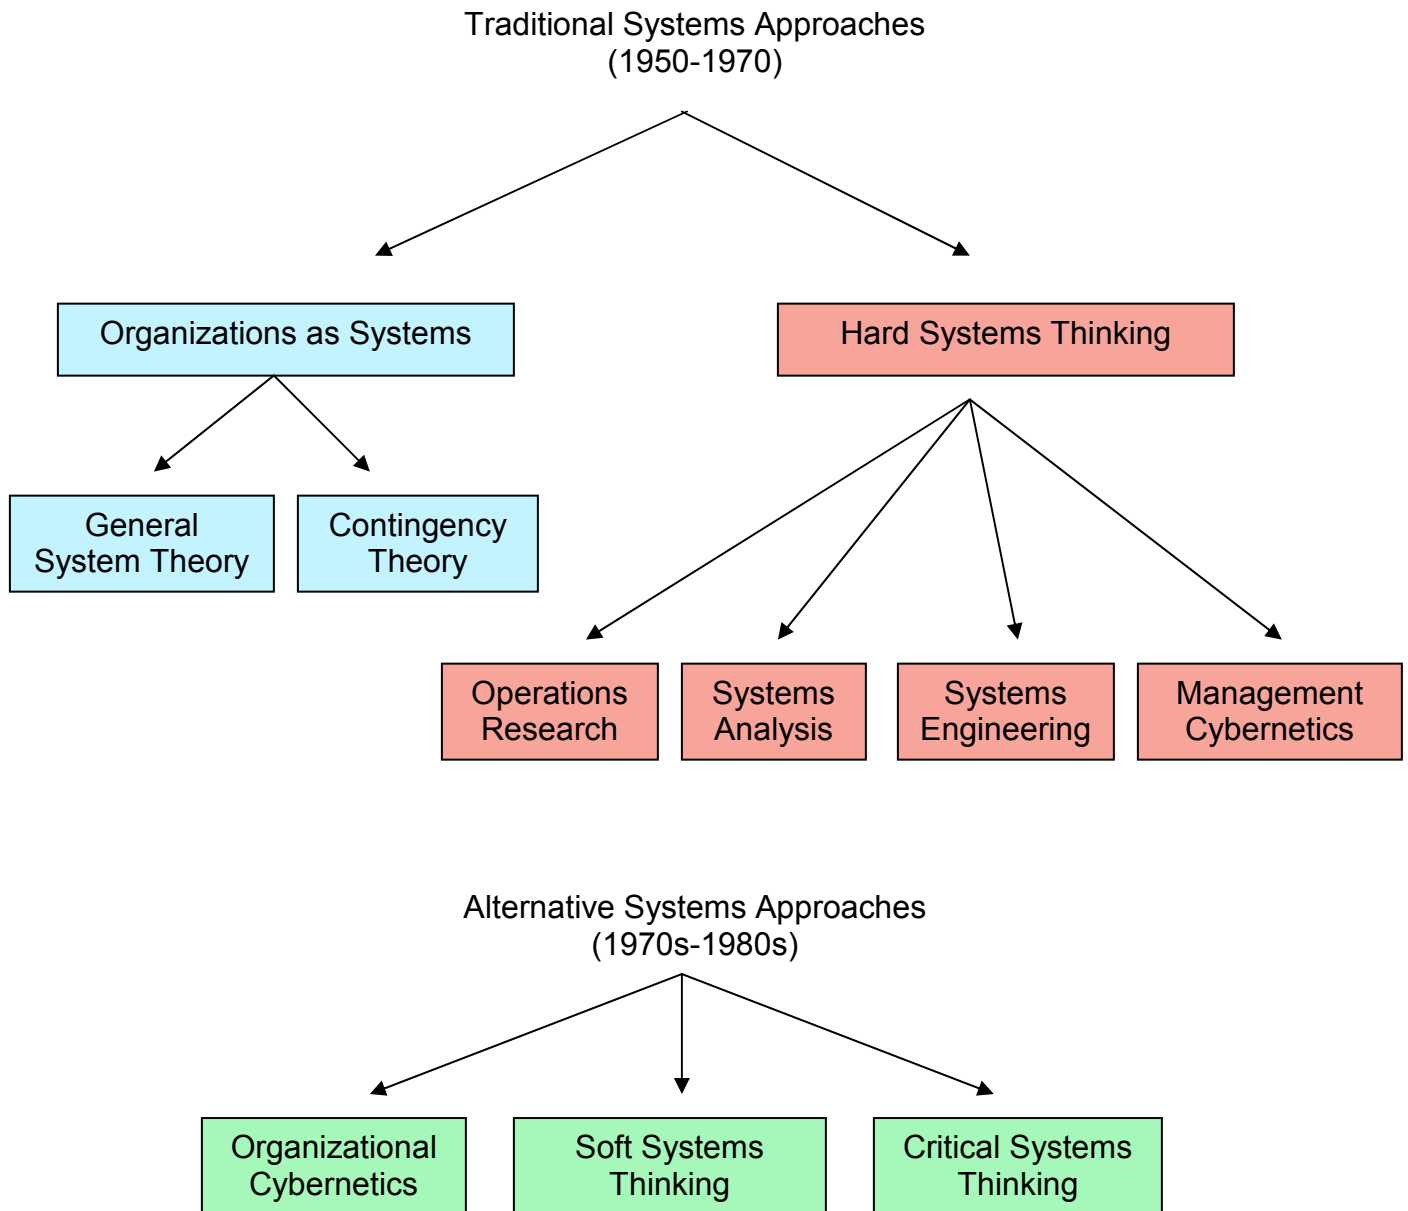 Traditional Systems Approaches
(1950-1970)
Organizations as Systems
Hard Systems Thinking
General
System Theory
Contingency
Theory
Operations
Research
Systems
Analysis
Systems
Engineering
Management
Cybernetics
Alternative Systems Approaches
(1970s-1980s)
Organizational
Cybernetics
Soft Systems
Thinking
Critical Systems
Thinking